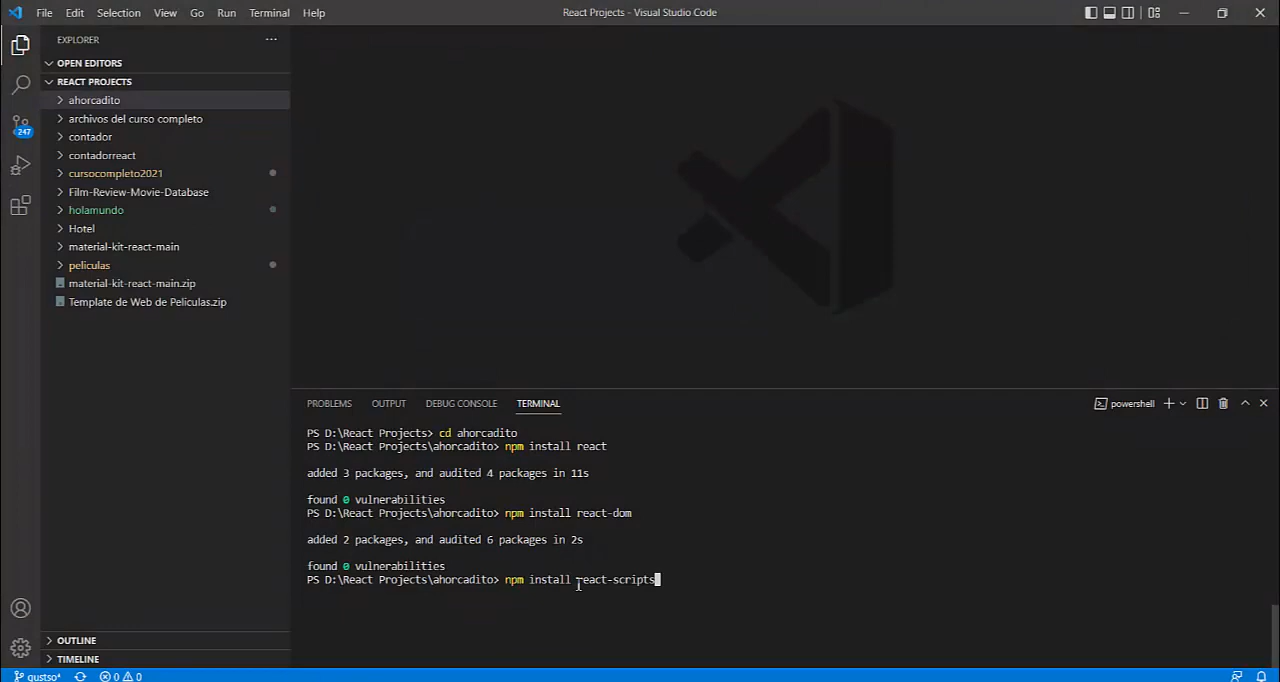 File Edit Selection View Go Run Terminal Help
React Projects - Visual Studio Code
EXPLORER
OPEN EDITORS
REACT PROJECTS
ahorcadito
archivos del curso completo
contador
contadorreact
cursocompleto2021
Film-Review-Movie-Database
holamundo
Hotel
material-kit-react-main
peliculas
material-kit-react-main.zip
Template de Web de Peliculas.zip
247
OUTLINE
TIMELINE
PROBLEMS OUTPUT DEBUG CONSOLE TERMINAL
powershell
PS D:\React Projects> cd ahorcadito
PS D:\React Projects\ahorcadito> npm install react
added 3 packages, and audited 4 packages in 11s
found 0 vulnerabilities
PS D:\React Projects\ahorcadito> npm install react-dom
added 2 packages, and audited 6 packages in 2s
found 0 vulnerabilities
PS D:\React Projects\ahorcadito> npm install react-scripts
gustso* 0 0